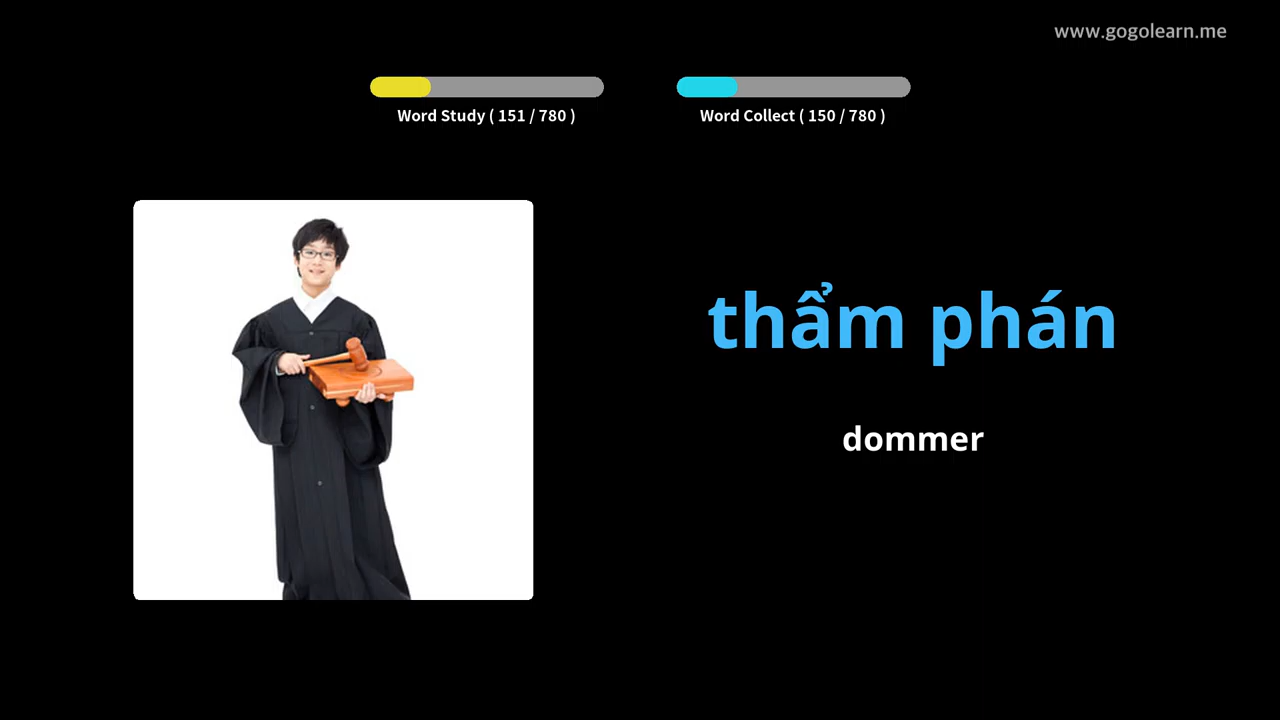 www.gogolearn.me
Word Study ( 151 / 780 )
Word Collect ( 150 / 780 )
thẩm phán
dommer